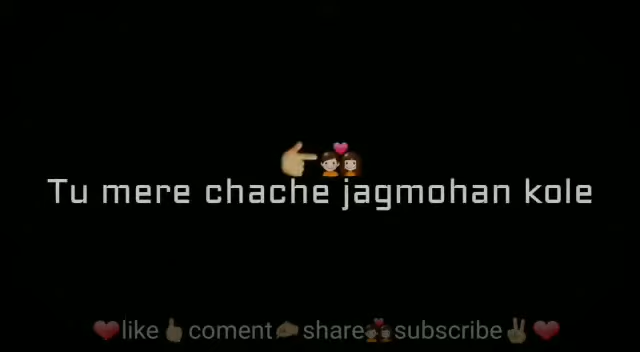 👉💑
Tu mere chache jagmohan kole
❤️like👆coment✍️share💑subscribe✌️❤️